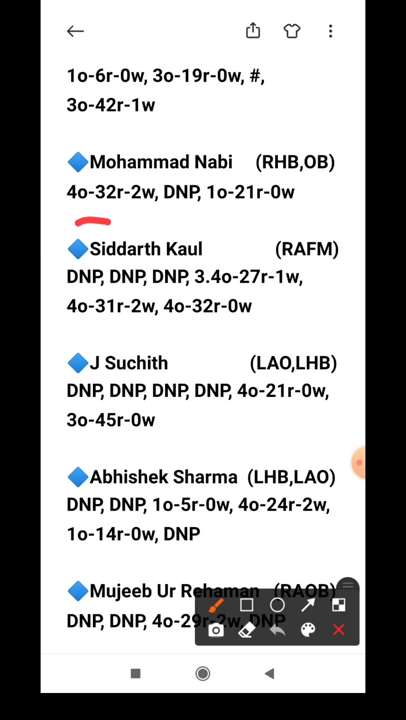 1o-6r-0w, 3o-19r-0w, #,
3o-42r-1w
🔷Mohammad Nabi (RHB,OB)
4o-32r-2w, DNP, 1o-21r-0w
🔷Siddarth Kaul (RAFM)
DNP, DNP, DNP, 3.4o-27r-1w,
4o-31r-2w, 4o-32r-0w
🔷J Suchith (LAO,LHB)
DNP, DNP, DNP, DNP, 4o-21r-0w,
3o-45r-0w
🔷Abhishek Sharma (LHB,LAO)
DNP, DNP, 1o-5r-0w, 4o-24r-2w,
1o-14r-0w, DNP
🔷Mujeeb Ur Rehaman (RAOB)
DNP, DNP, 4o-29r-2w, DNP